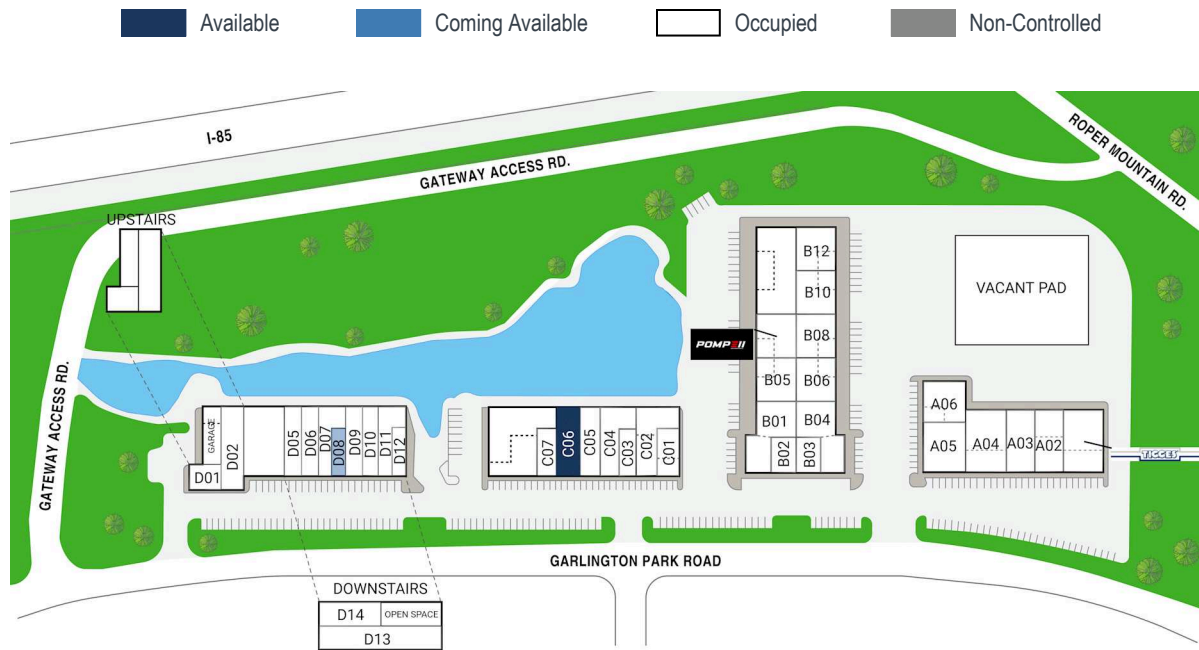 Available
Coming Available
Occupied
Non-Controlled
I-85
GATEWAY ACCESS RD.
ROPER MOUNTAIN RD.
UPSTAIRS
GATEWAY ACCESS RD.
B12
B10
VACANT PAD
POMPEII
B08
B05
B06
B01
B04
B02
B03
A06
A05
A04
A03
A02
TIGGES
GARAGE
D01
D02
D05
D06
D07
D08
D09
D10
D11
D12
C07
C06
C05
C04
C03
C02
C01
GARLINGTON PARK ROAD
DOWNSTAIRS
D14
OPEN SPACE
D13